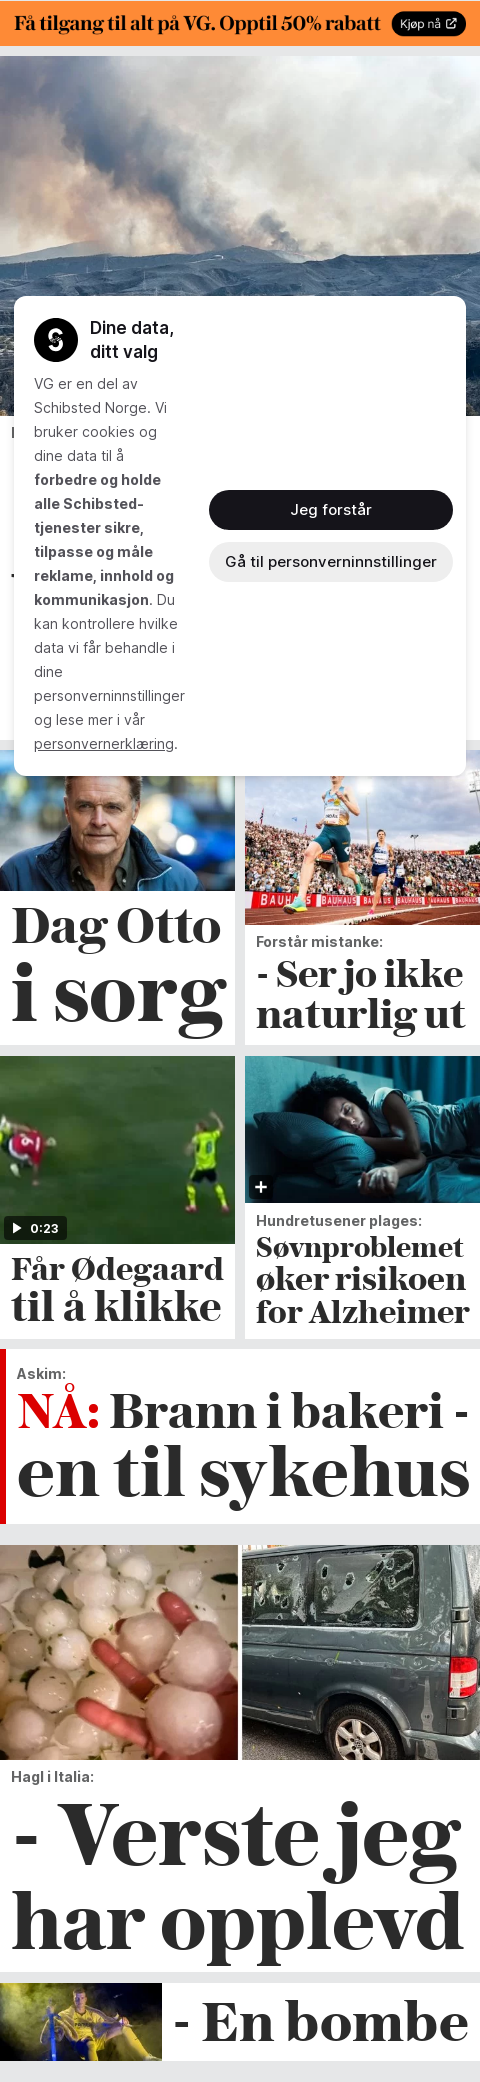 Få tilgang til alt på VG. Opptil 50% rabatt
Kjøp nå
Dine data,
ditt valg
VG er en del av
Schibsted Norge. Vi
bruker cookies og
dine data til å
forbedre og holde
alle Schibsted-
tjenester sikre,
tilpasse og måle
reklame, innhold og
kommunikasjon. Du
kan kontrollere hvilke
data vi får behandle i
dine
personverninnstillinger
og lese mer i vår
personvernerklæring.
Jeg forstår
Gå til personverninnstillinger
Dag Otto
i sorg
BAUHAUS BAUHAUS BAUHAUS BAUHAUS
Forstår mistanke:
- Ser jo ikke
naturlig ut
0:23
Får Ødegaard
til å klikke
Hundretusener plages:
Søvnproblemet
øker risikoen
for Alzheimer
Askim:
NÅ: Brann i bakeri -
en til sykehus
Hagl i Italia:
- Verste jeg
har opplevd
- En bombe